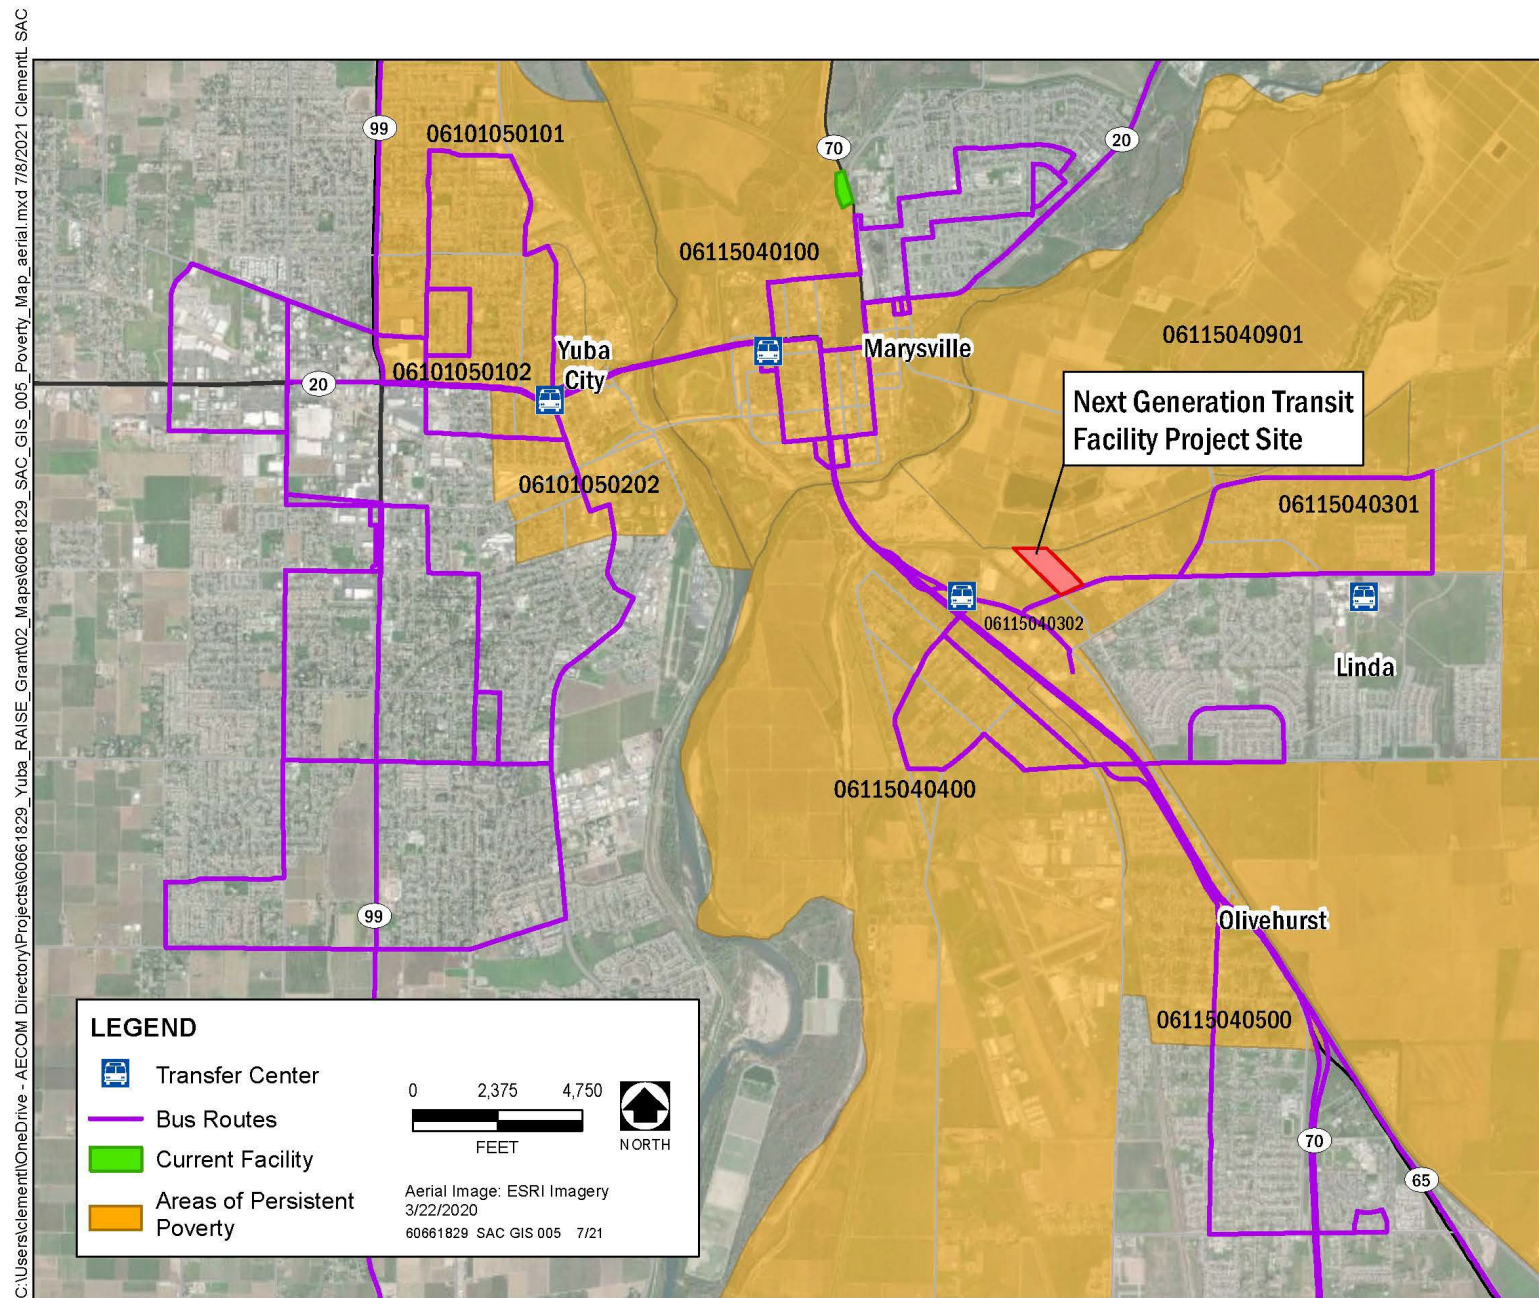 C:\Users\clementl\OneDrive - AECOM Directory\Projects\60661829_Yuba_RAISE_Grant\02_Maps\60661829_SAC_GIS_005_Poverty_Map_aerial.mxd 7/8/2021 ClementL SAC
99
06101050101
70
20
06115040100
06115040901
Yuba
City
Marysville
06101050102
20
Next Generation Transit
Facility Project Site
06101050202
06115040301
06115040302
Linda
06115040400
99
Olivehurst
06115040500
70
65
LEGEND
Transfer Center
Bus Routes
Current Facility
Areas of Persistent
Poverty
0 2,375 4,750
FEET
NORTH
Aerial Image: ESRI Imagery
3/22/2020
60661829 SAC GIS 005 7/21